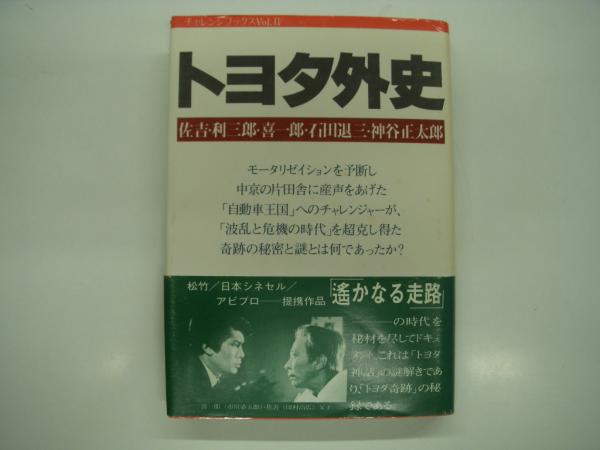 チャレンジブックスVol.II
トヨタ外史
佐吉・利三郎・喜一郎・石田退三・神谷正太郎
モータリゼイションを予断し
中京の片田舎に産声をあげた
「自動車王国」へのチャレンジャーが、
「波乱と危機の時代」を超克し得た
奇跡の秘密と謎とは何であったか?
松竹/日本シネセル/
アビプロ──提携作品
「遙かなる走路」
──の時代を
秘材を尽してドキュ
メント。これは「トヨタ
神話」の謎解きであ
り、「トヨタ奇跡」の秘
録である。